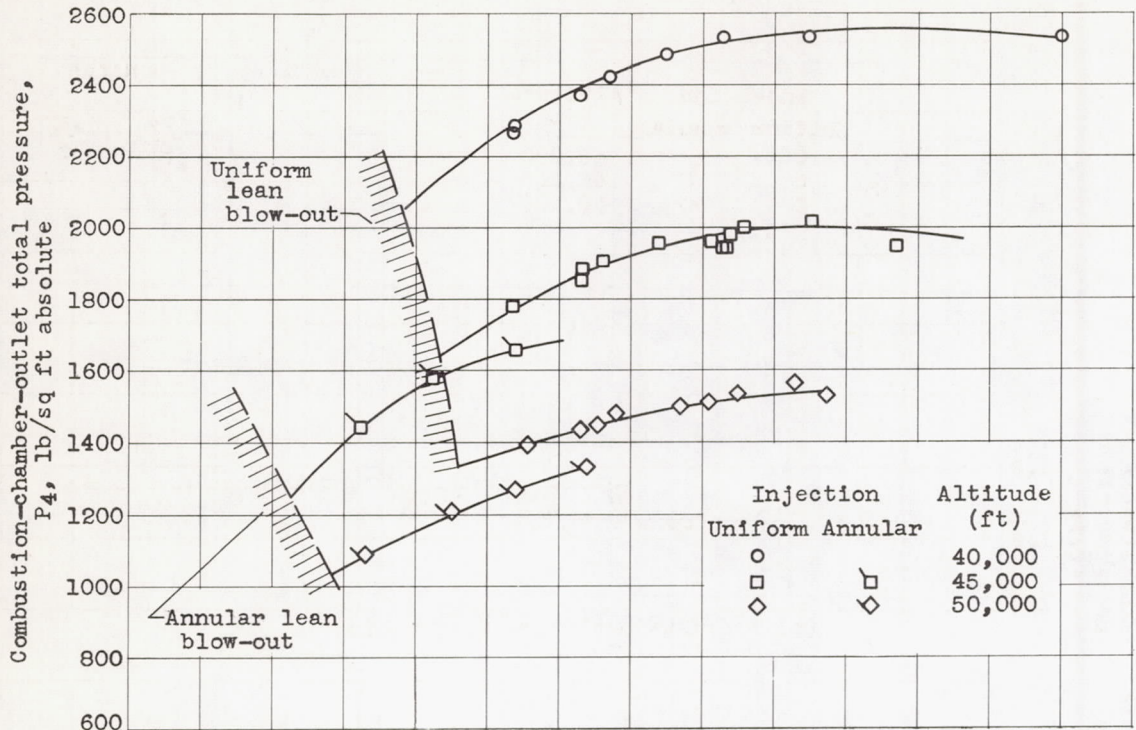 Combustion-chamber-outlet total pressure,
P4, lb/sq ft absolute
2600
2400
2200
2000
1800
1600
1400
1200
1000
800
600
Uniform
lean
blow-out
Annular lean
blow-out
Injection Altitude
(ft)
Uniform Annular
40,000
45,000
50,000